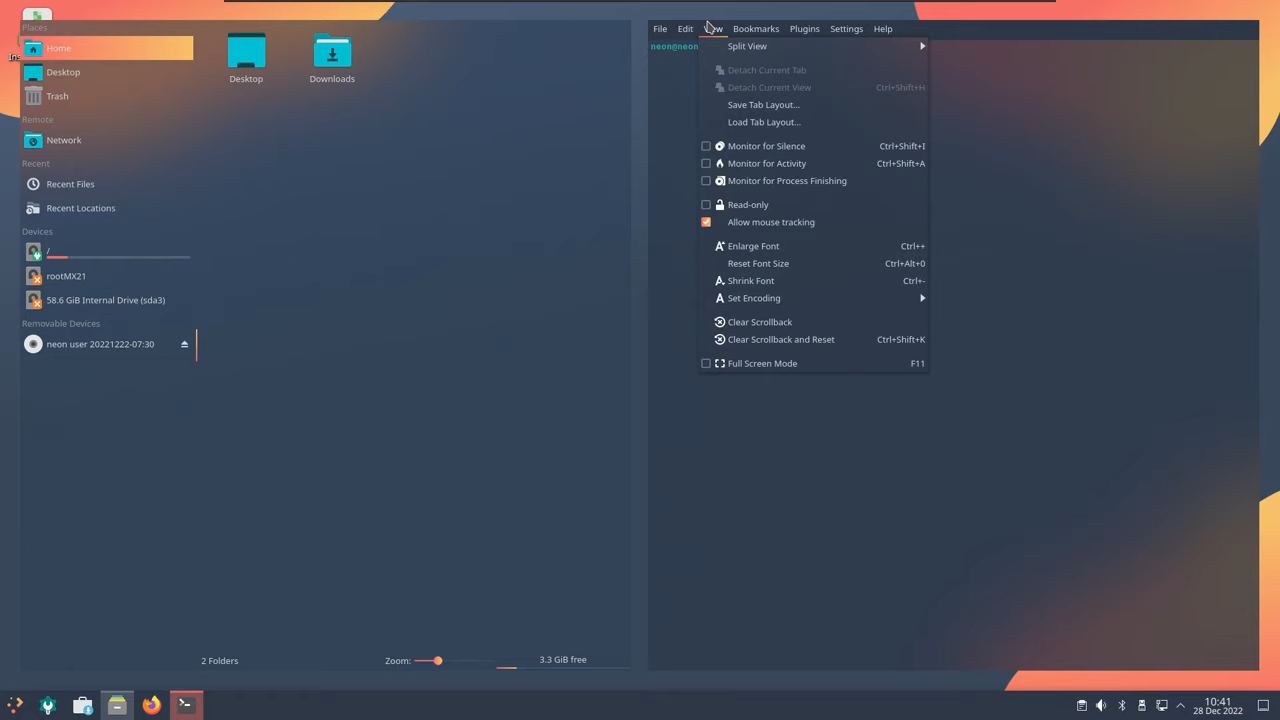 Places
Home
Desktop
Trash
Remote
Network
Recent
Recent Files
Recent Locations
Devices
/
rootMX21
58.6 GiB Internal Drive (sda3)
Removable Devices
neon user 20221222-07:30
Desktop
Downloads
2 Folders
Zoom:
3.3 GiB free
File Edit View Bookmarks Plugins Settings Help
neon@neon
Split View
Detach Current Tab
Detach Current View Ctrl+Shift+H
Save Tab Layout...
Load Tab Layout...
Monitor for Silence Ctrl+Shift+I
Monitor for Activity Ctrl+Shift+A
Monitor for Process Finishing
Read-only
Allow mouse tracking
Enlarge Font Ctrl++
Reset Font Size Ctrl+Alt+0
Shrink Font Ctrl+-
Set Encoding
Clear Scrollback
Clear Scrollback and Reset Ctrl+Shift+K
Full Screen Mode F11
10:41
28 Dec 2022